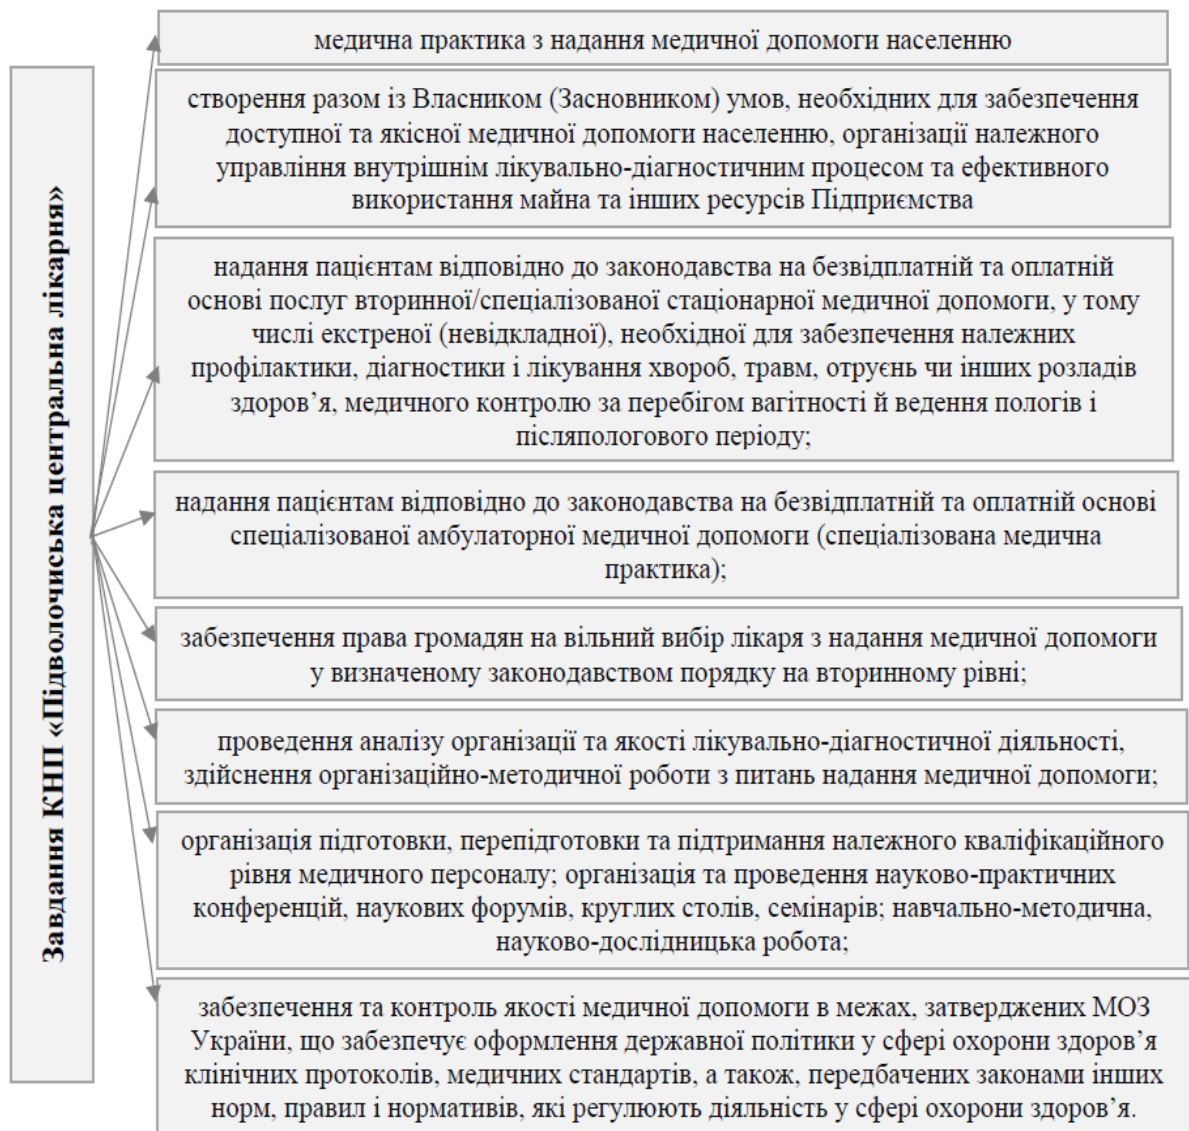 Завдання КНП «Підволочиська центральна лікарня»
медична практика з надання медичної допомоги населенню
створення разом із Власником (Засновником) умов, необхідних для забезпечення
доступної та якісної медичної допомоги населенню, організації належного
управління внутрішнім лікувально-діагностичним процесом та ефективного
використання майна та інших ресурсів Підприємства
надання пацієнтам відповідно до законодавства на безвідплатній та оплатній
основі послуг вторинної/спеціалізованої стаціонарної медичної допомоги, у тому
числі екстреної (невідкладної), необхідної для забезпечення належних
профілактики, діагностики і лікування хвороб, травм, отруєнь чи інших розладів
здоров’я, медичного контролю за перебігом вагітності й ведення пологів і
післяпологового періоду;
надання пацієнтам відповідно до законодавства на безвідплатній та оплатній основі
спеціалізованої амбулаторної медичної допомоги (спеціалізована медична
практика);
забезпечення права громадян на вільний вибір лікаря з надання медичної допомоги
у визначеному законодавством порядку на вторинному рівні;
проведення аналізу організації та якості лікувально-діагностичної діяльності,
здійснення організаційно-методичної роботи з питань надання медичної допомоги;
організація підготовки, перепідготовки та підтримання належного кваліфікаційного
рівня медичного персоналу; організація та проведення науково-практичних
конференцій, наукових форумів, круглих столів, семінарів; навчально-методична,
науково-дослідницька робота;
забезпечення та контроль якості медичної допомоги в межах, затверджених МОЗ
України, що забезпечує оформлення державної політики у сфері охорони здоров’я
клінічних протоколів, медичних стандартів, а також, передбачених законами інших
норм, правил і нормативів, які регулюють діяльність у сфері охорони здоров’я.